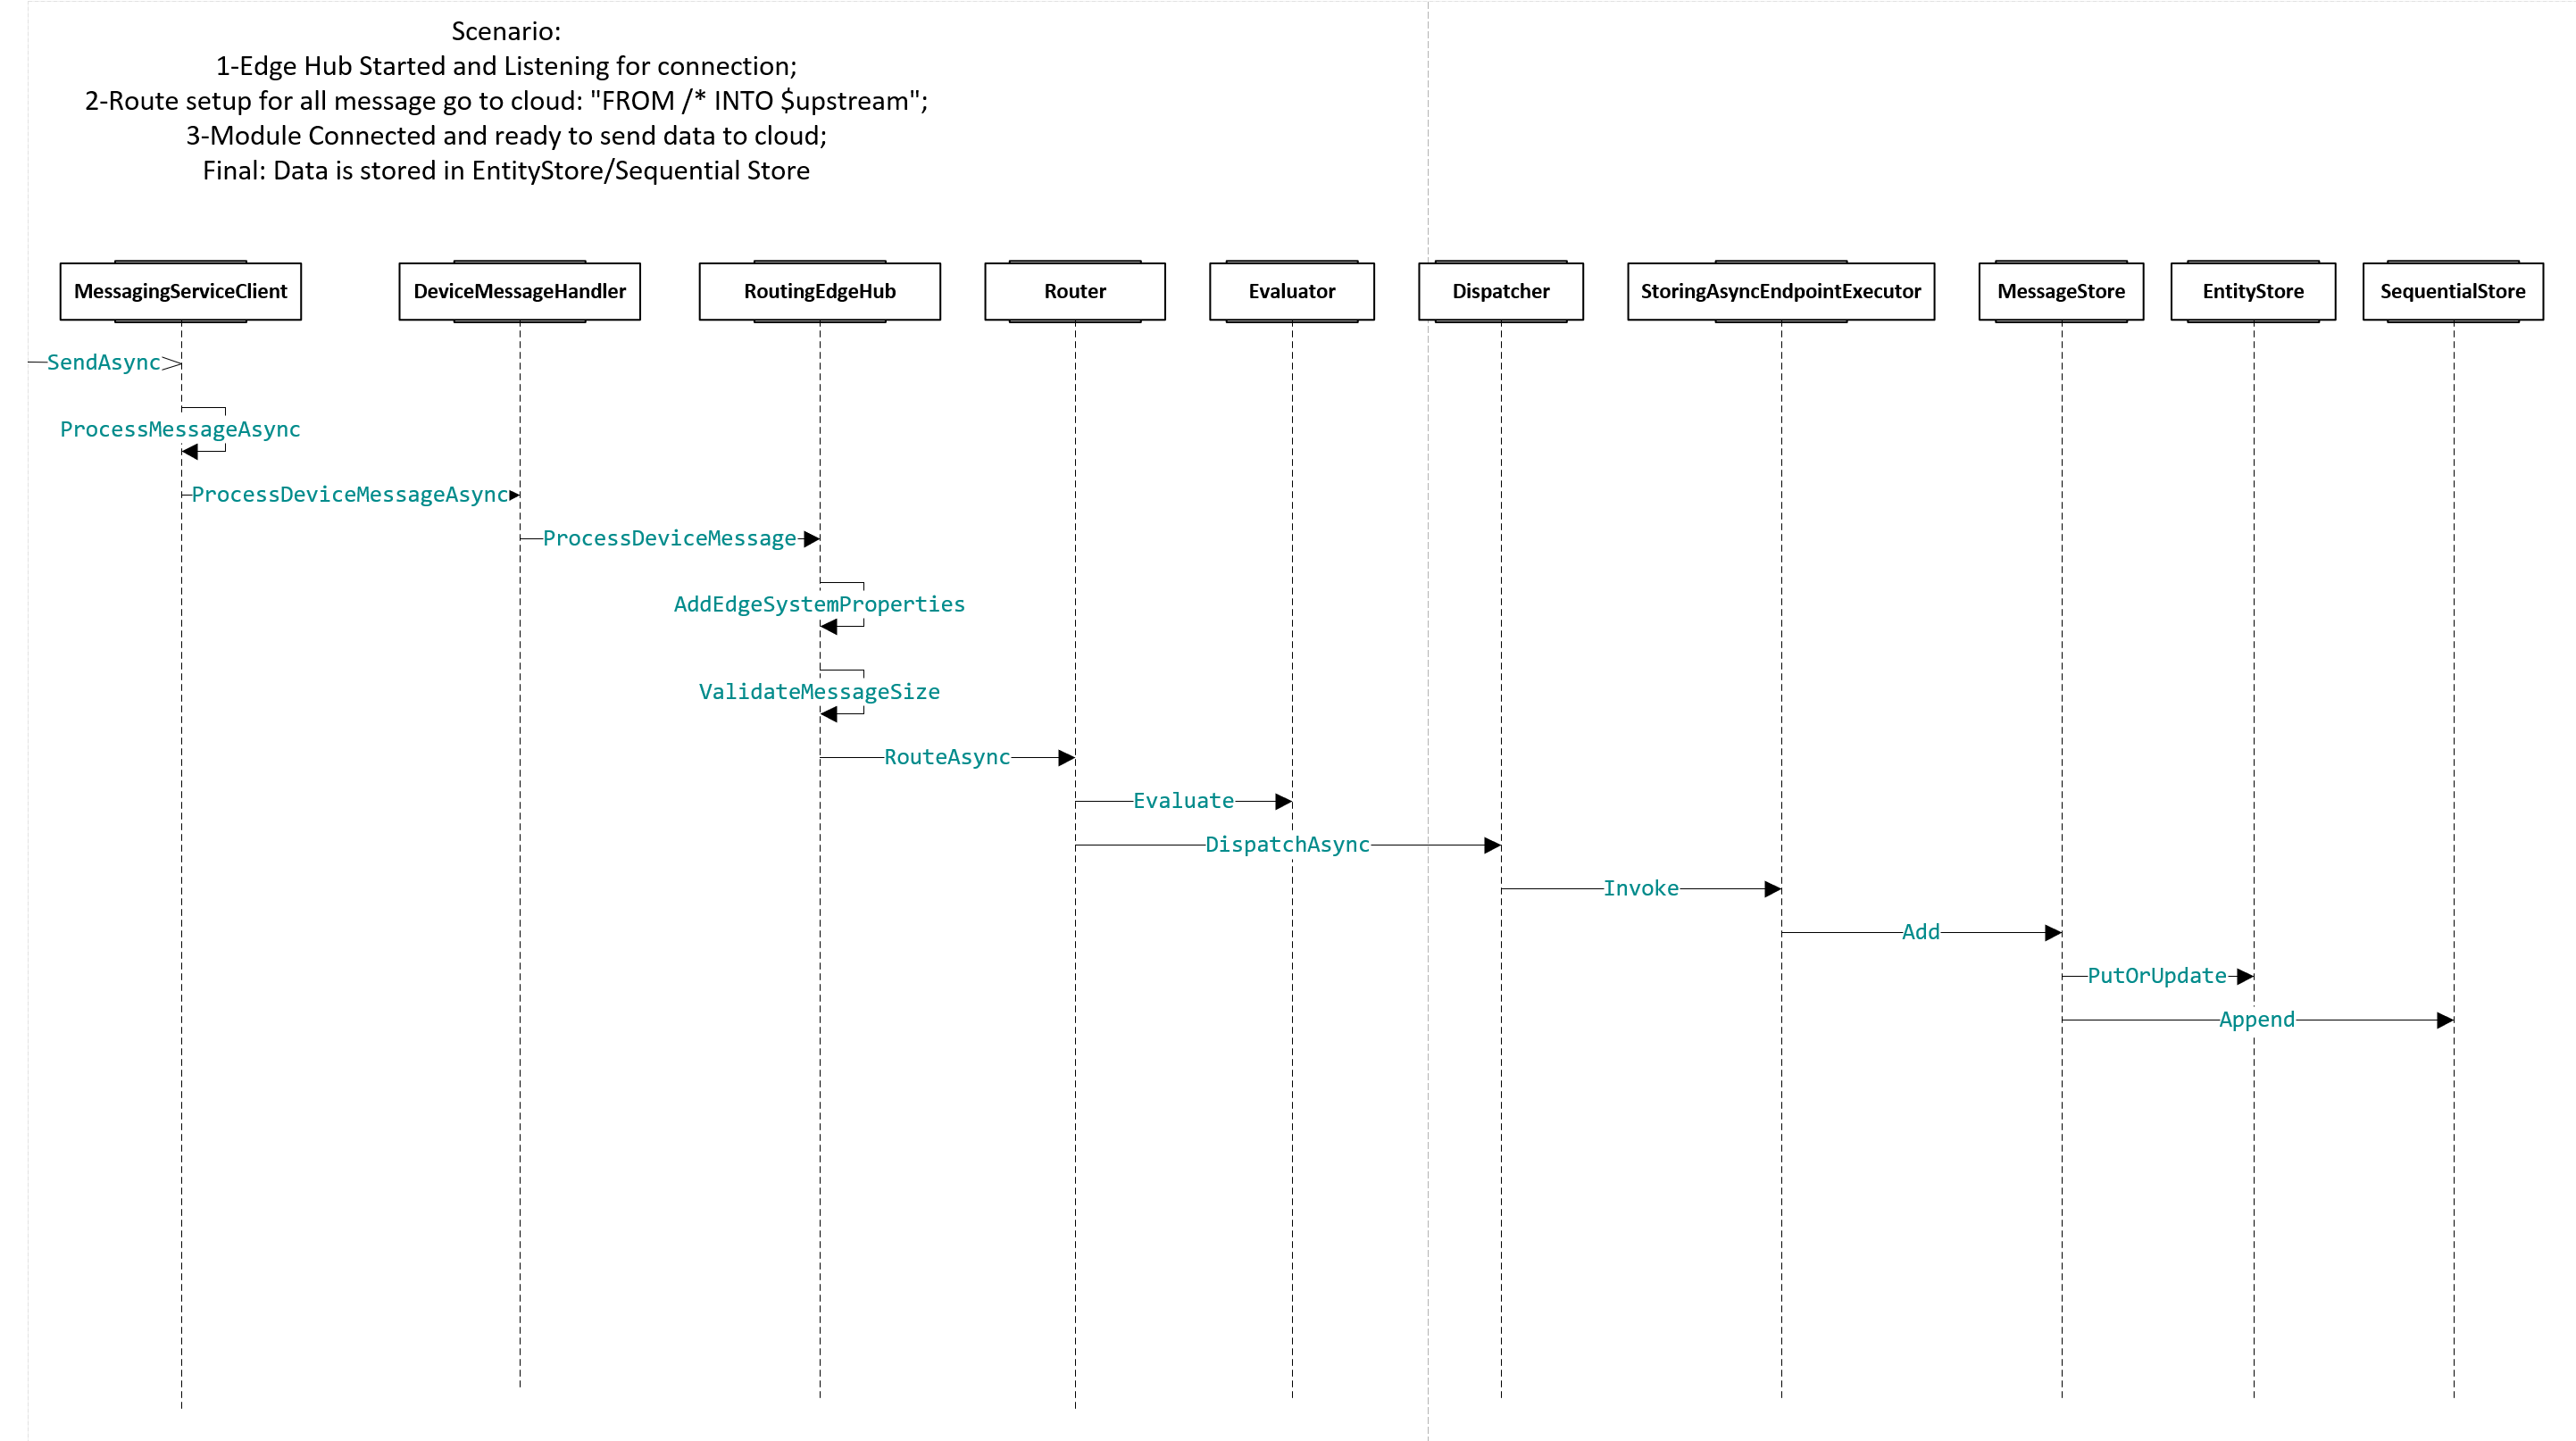 Scenario:
1-Edge Hub Started and Listening for connection;
2-Route setup for all message go to cloud: "FROM /* INTO $upstream";
3-Module Connected and ready to send data to cloud;
Final: Data is stored in EntityStore/Sequential Store
MessagingServiceClient
DeviceMessageHandler
RoutingEdgeHub
Router
Evaluator
Dispatcher
StoringAsyncEndpointExecutor
MessageStore
EntityStore
SequentialStore
SendAsync
ProcessMessageAsync
ProcessDeviceMessageAsync
ProcessDeviceMessage
AddEdgeSystemProperties
ValidateMessageSize
RouteAsync
Evaluate
DispatchAsync
Invoke
Add
PutOrUpdate
Append